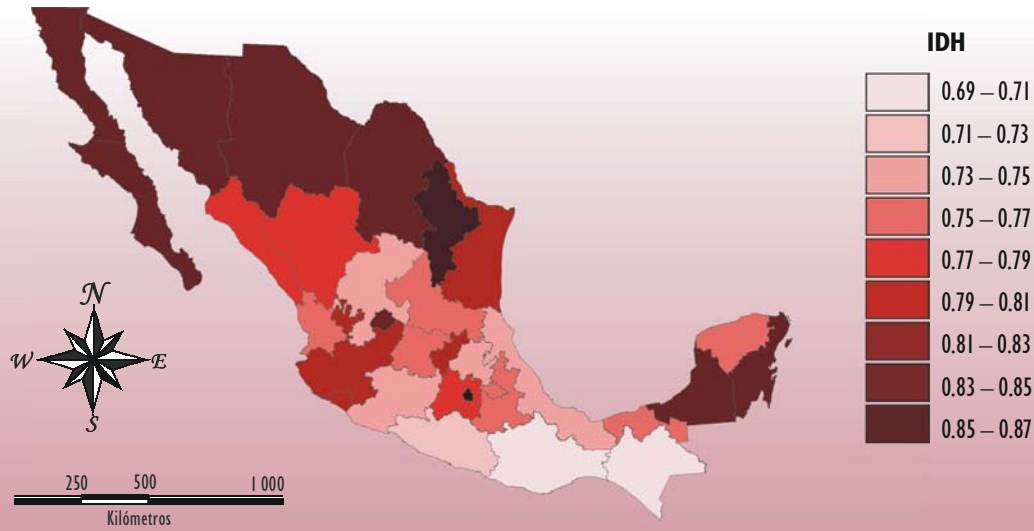 IDH
0.69 – 0.71
0.71 – 0.73
0.73 – 0.75
0.75 – 0.77
0.77 – 0.79
0.79 – 0.81
0.81 – 0.83
0.83 – 0.85
0.85 – 0.87
N
W
E
S
250 500 1 000
Kilómetros